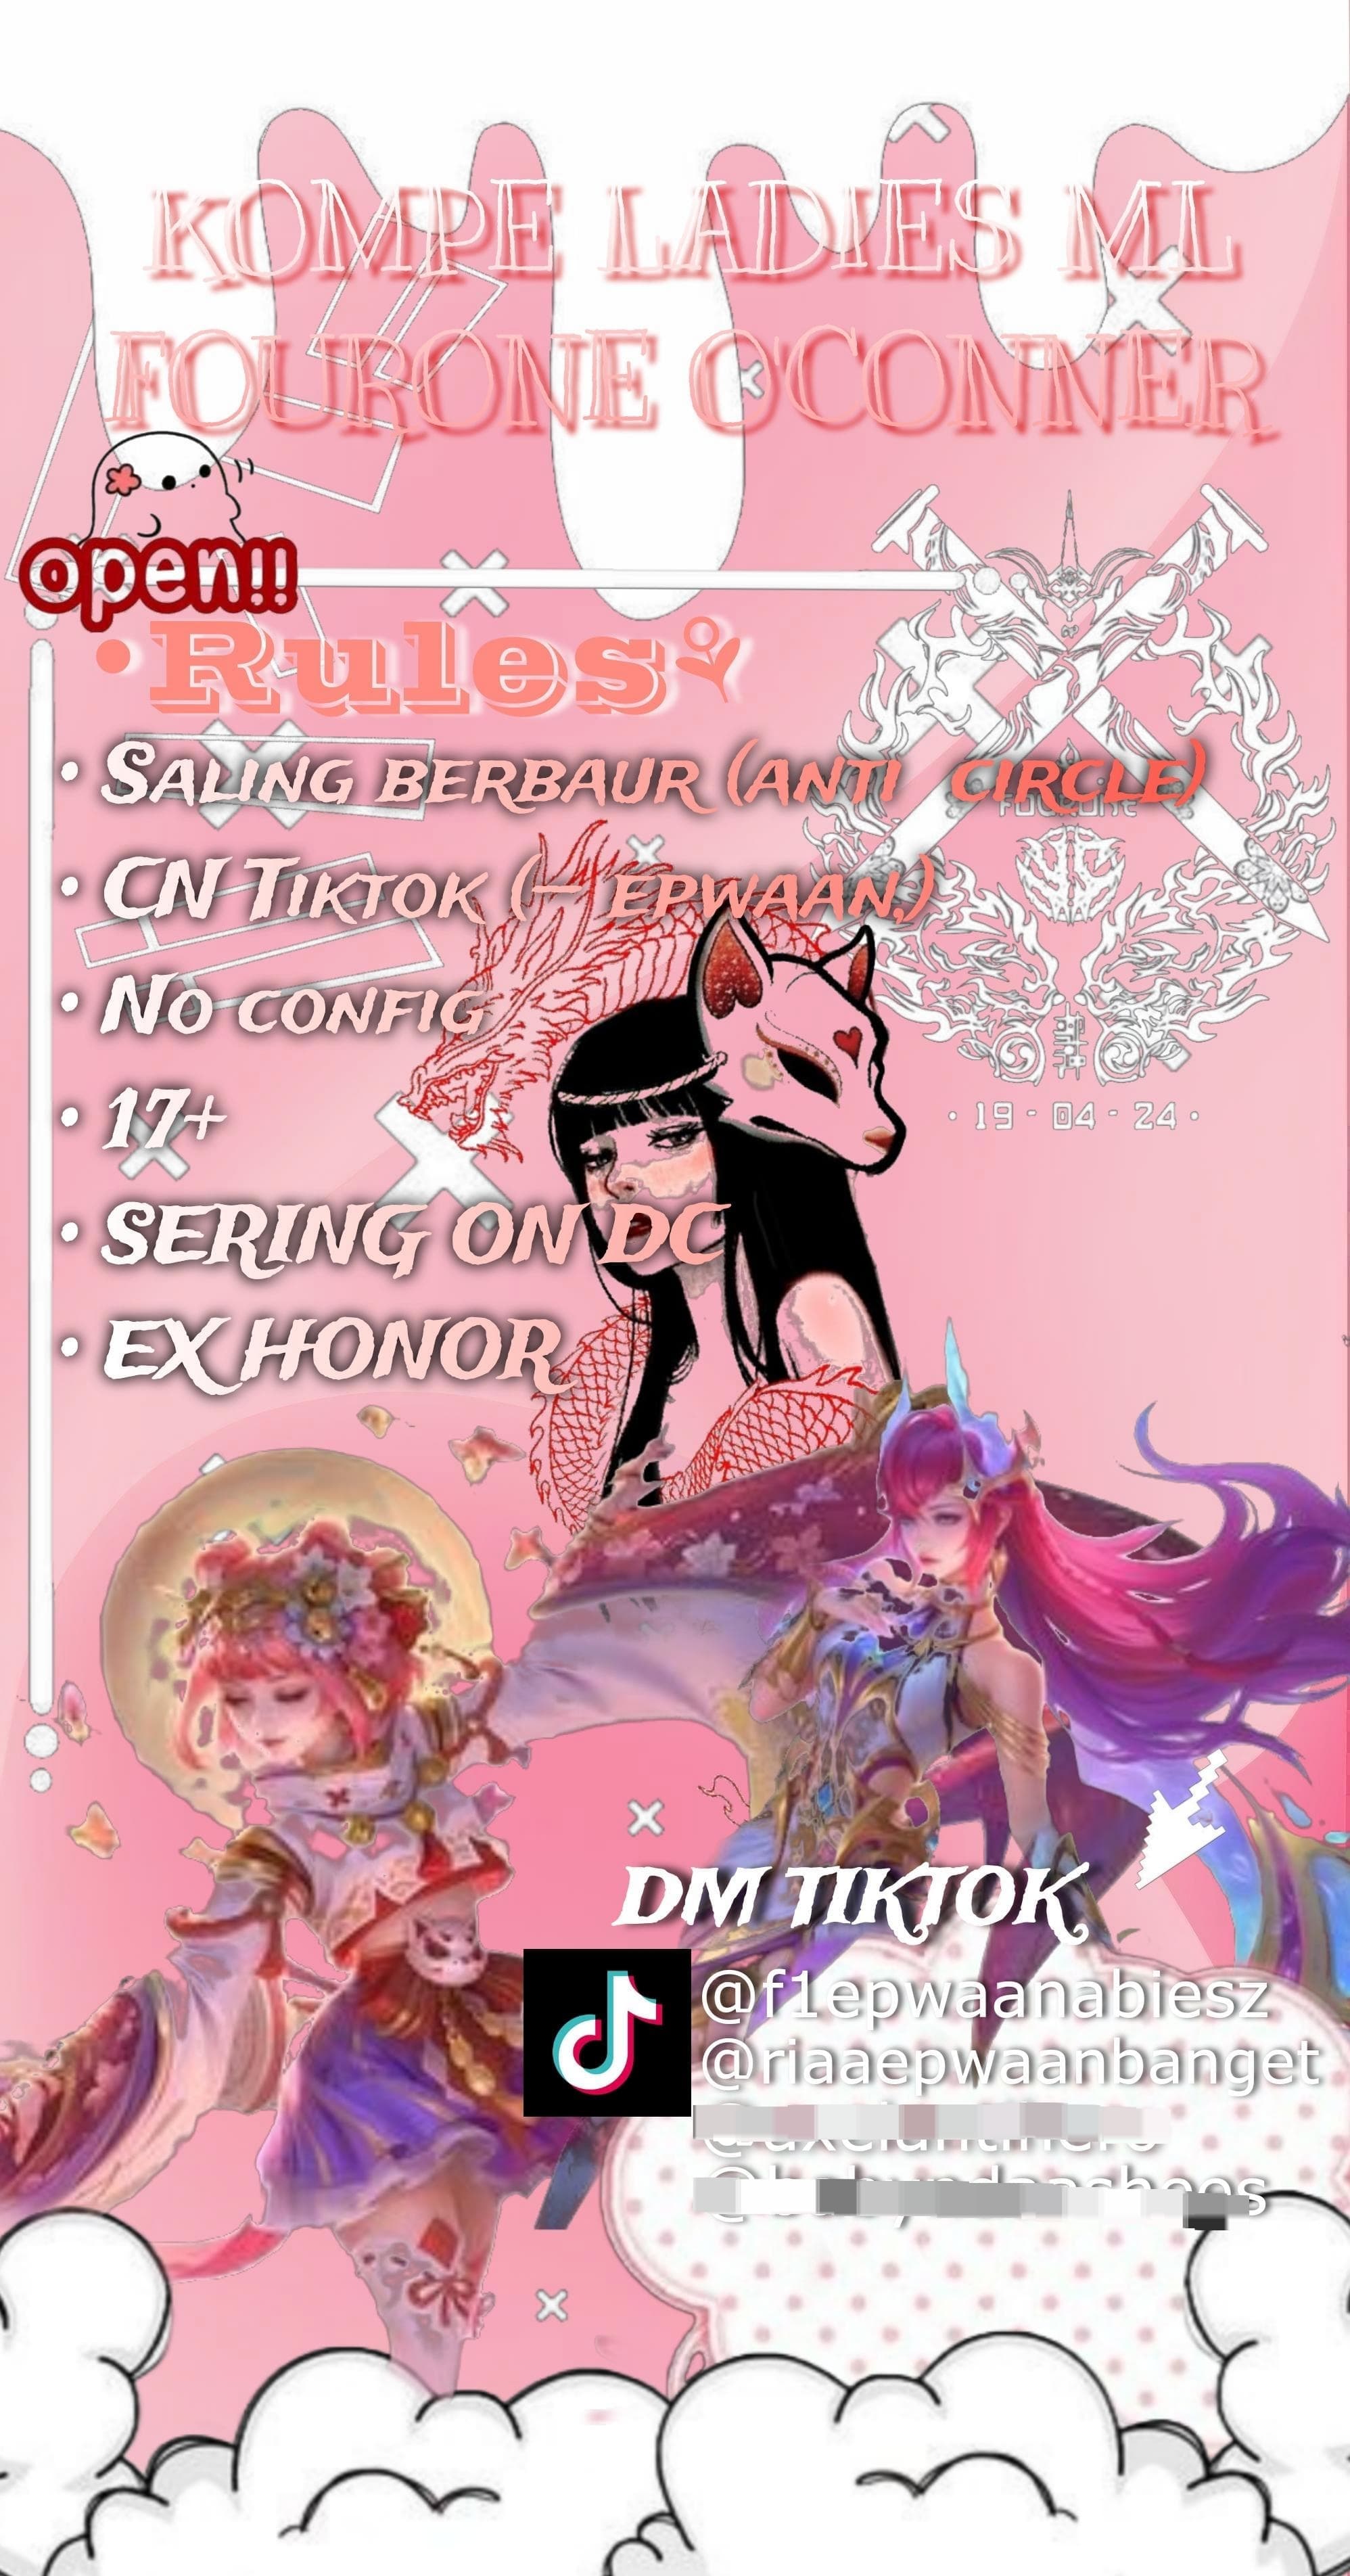 KOMPE LADIES ML
FOURONE O'CONNER
open!!
•Rules
• SALING BERBAUR (ANTI CIRCLE)
• CN TIKTOK (— EPWAAN,)
• NO CONFIG
• 17+
• SERING ON DC
• EX HONOR
FOURONE
• 19 - 04 - 24 •
DM TIKTOK
@f1epwaanabiesz
@riaaepwaanbanget